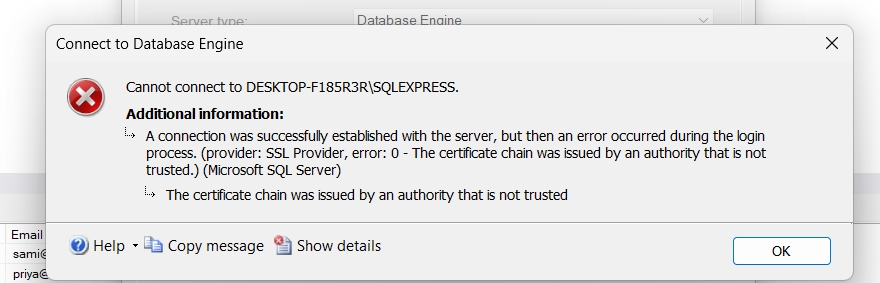 Server type:
Database Engine
Connect to Database Engine
Cannot connect to DESKTOP-F185R3R\SQLEXPRESS.
Additional information:
A connection was successfully established with the server, but then an error occurred during the login
process. (provider: SSL Provider, error: 0 - The certificate chain was issued by an authority that is not
trusted.) (Microsoft SQL Server)
The certificate chain was issued by an authority that is not trusted
Help
Copy message
Show details
OK
Email
sami@
priya@